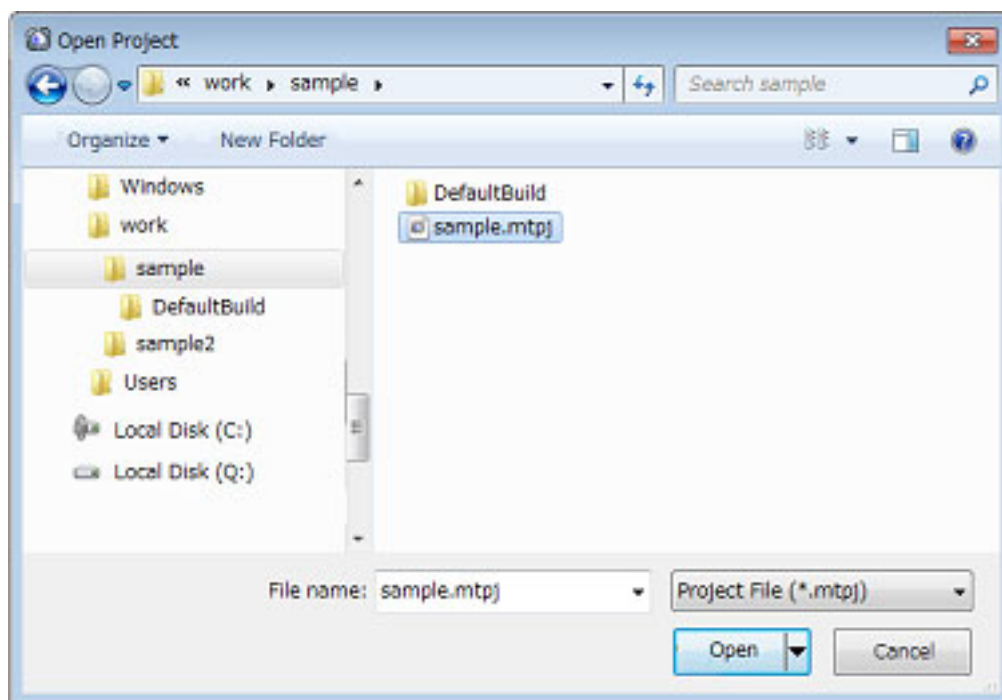 Open Project
« work ▸ sample ▸
Search sample
Organize
New Folder
Windows
work
sample
DefaultBuild
sample2
Users
Local Disk (C:)
Local Disk (Q:)
DefaultBuild
sample.mtpj
File name: sample.mtpj
Project File (*.mtpj)
Open
Cancel